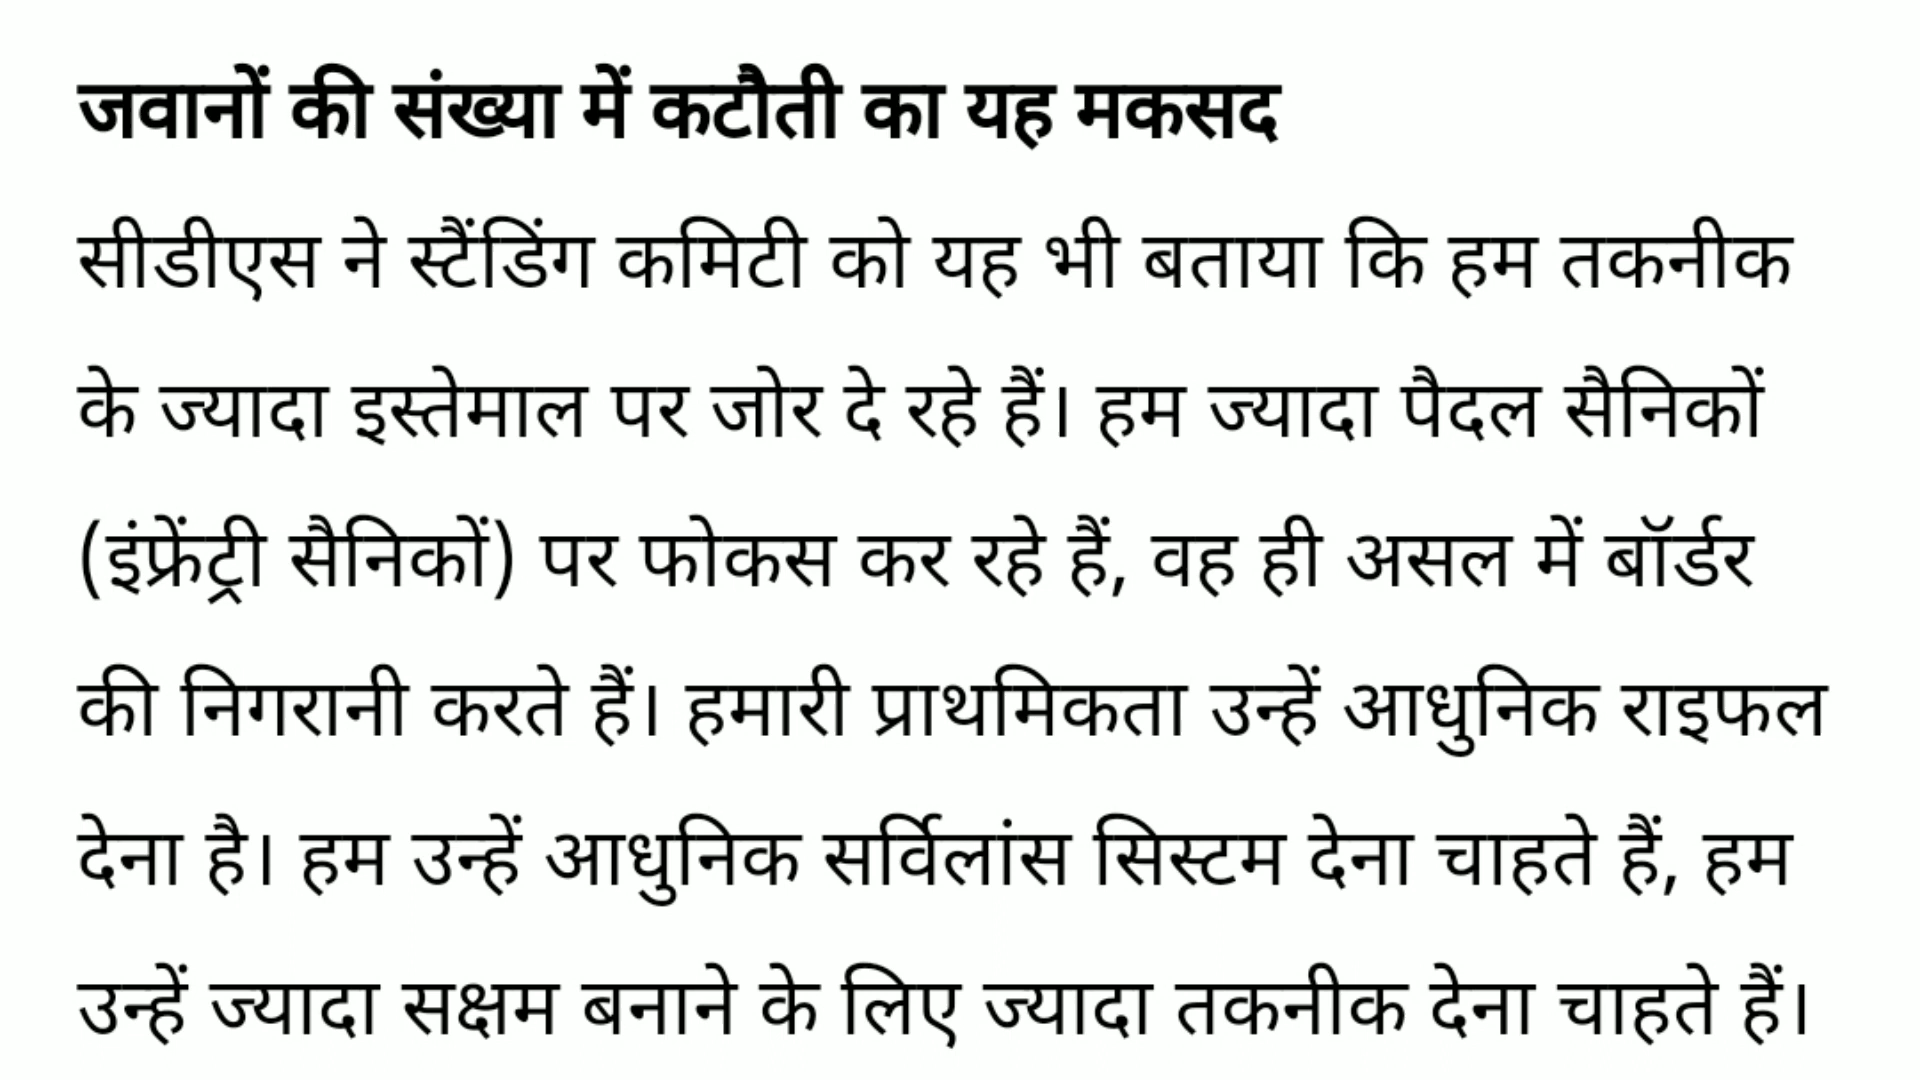 जवानों की संख्या में कटौती का यह मकसद
सीडीएस ने स्टैंडिंग कमिटी को यह भी बताया कि हम तकनीक
के ज्यादा इस्तेमाल पर जोर दे रहे हैं। हम ज्यादा पैदल सैनिकों
(इंफ्रेंट्री सैनिकों) पर फोकस कर रहे हैं, वह ही असल में बॉर्डर
की निगरानी करते हैं। हमारी प्राथमिकता उन्हें आधुनिक राइफल
देना है। हम उन्हें आधुनिक सर्विलांस सिस्टम देना चाहते हैं, हम
उन्हें ज्यादा सक्षम बनाने के लिए ज्यादा तकनीक देना चाहते हैं।